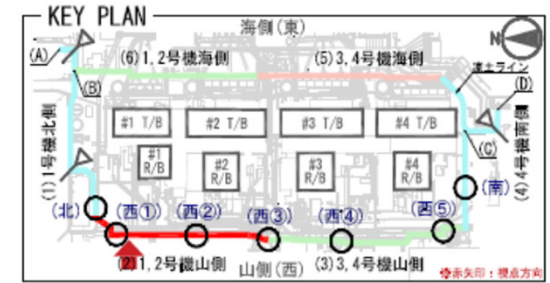 KEY PLAN
海側(東)
N
(A)
(6)1,2号機海側
(5)3,4号機海側
凍土ライン
(B)
(D)
#1 T/B
#2 T/B
#3 T/B
#4 T/B
(C)
(1)1号機北側
(4)4号機南側
#1
R/B
#2
R/B
#3
R/B
#4
R/B
(北)
(西①)
(西②)
(西③)
(西④)
(西⑤)
(南)
(2)1,2号機山側
山側(西)
(3)3,4号機山側
※赤矢印:視点方向